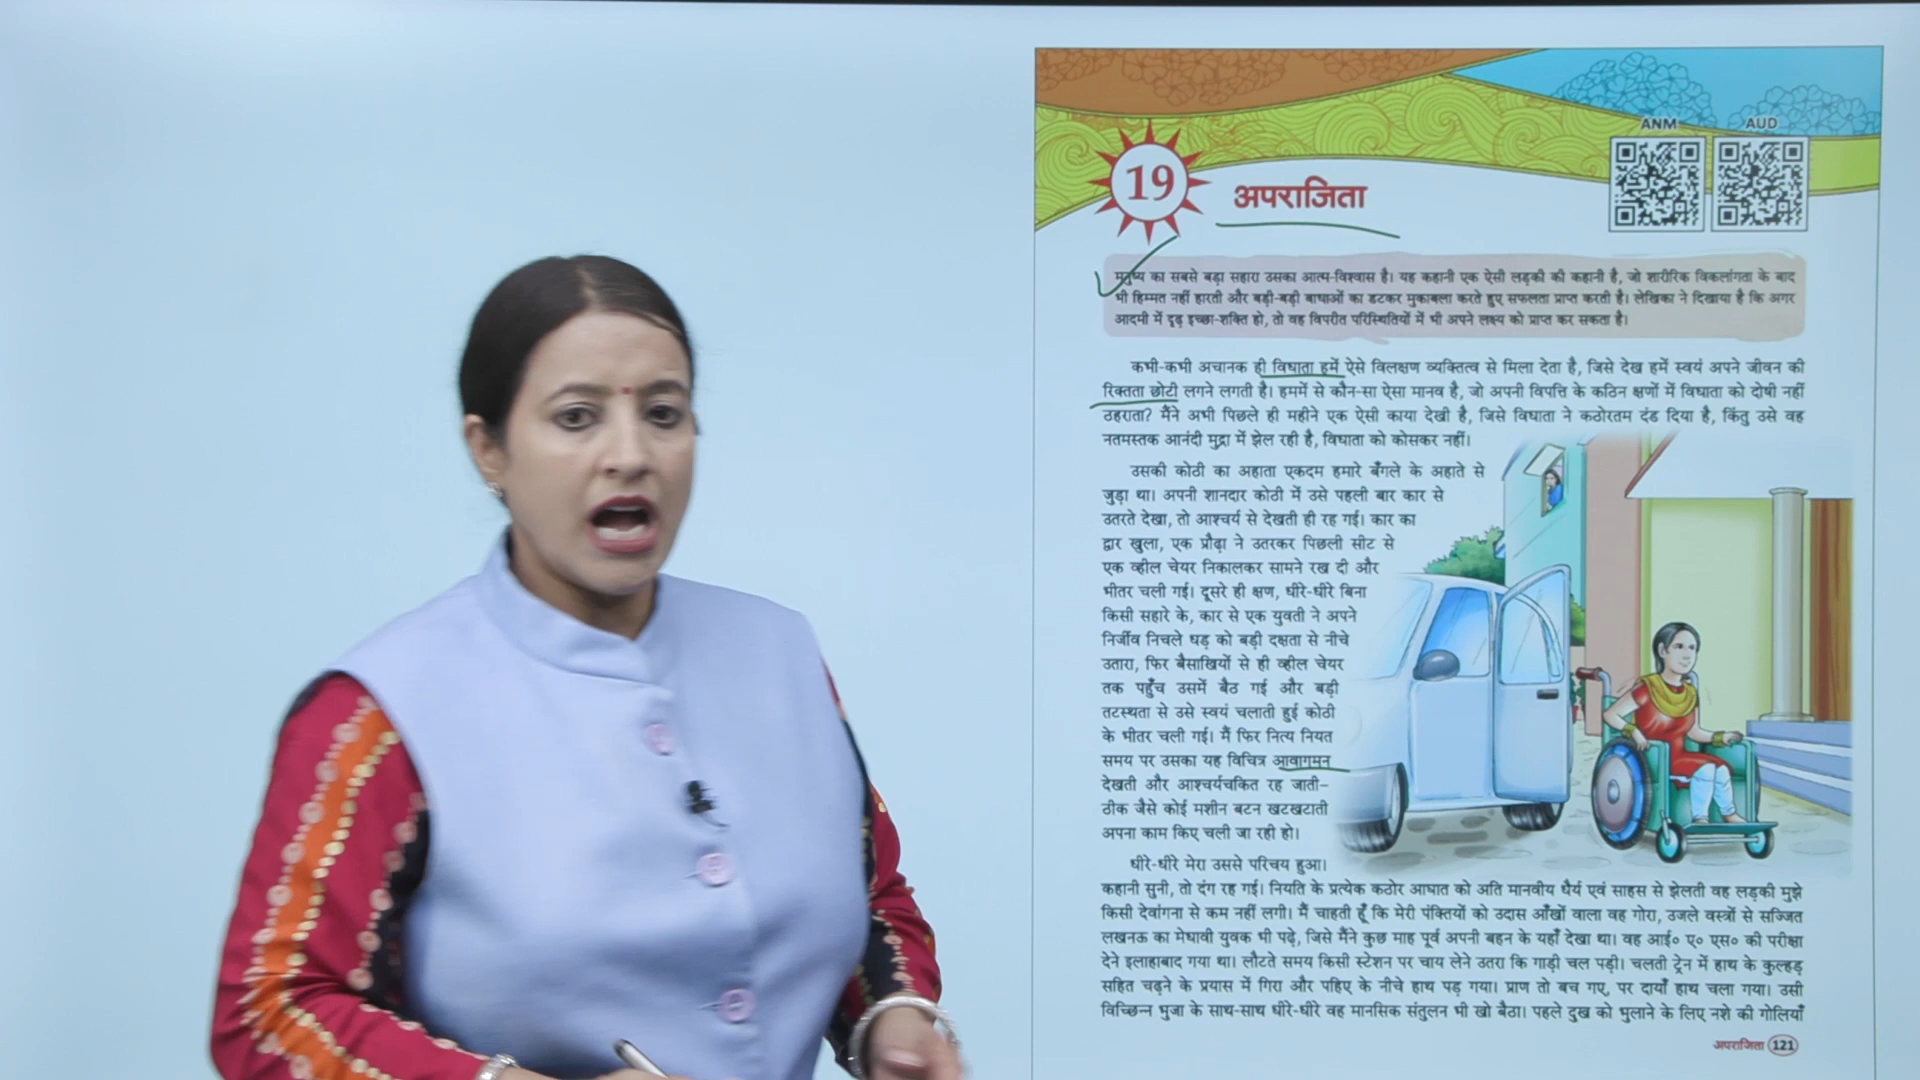 ANM AUD
19 अपराजिता
मनुष्य का सबसे बड़ा सहारा उसका आत्म-विश्वास है। यह कहानी एक ऐसी लड़की की कहानी है, जो शारीरिक विकलांगता के बाद
भी हिम्मत नहीं हारती और बड़ी-बड़ी बाधाओं का डटकर मुकाबला करते हुए सफलता प्राप्त करती है। लेखिका ने दिखाया है कि अगर
आदमी में दृढ़ इच्छा-शक्ति हो, तो वह विपरीत परिस्थितियों में भी अपने लक्ष्य को प्राप्त कर सकता है।
कभी-कभी अचानक ही विधाता हमें ऐसे विलक्षण व्यक्तित्व से मिला देता है, जिसे देख हमें स्वयं अपने जीवन की
रिक्तता छोटी लगने लगती है। हममें से कौन-सा ऐसा मानव है, जो अपनी विपत्ति के कठिन क्षणों में विधाता को दोषी नहीं
ठहराता? मैंने अभी पिछले ही महीने एक ऐसी काया देखी है, जिसे विधाता ने कठोरतम दंड दिया है, किंतु उसे वह
नतमस्तक आनंदी मुद्रा में झेल रही है, विधाता को कोसकर नहीं।
उसकी कोठी का अहाता एकदम हमारे बँगले के अहाते से
जुड़ा था। अपनी शानदार कोठी में उसे पहली बार कार से
उतरते देखा, तो आश्चर्य से देखती ही रह गई। कार का
द्वार खुला, एक प्रौढ़ा ने उतरकर पिछली सीट से
एक व्हील चेयर निकालकर सामने रख दी और
भीतर चली गई। दूसरे ही क्षण, धीरे-धीरे बिना
किसी सहारे के, कार से एक युवती ने अपने
निर्जीव निचले धड़ को बड़ी दक्षता से नीचे
उतारा, फिर बैसाखियों से ही व्हील चेयर
तक पहुँच उसमें बैठ गई और बड़ी
तटस्थता से उसे स्वयं चलाती हुई कोठी
के भीतर चली गई। मैं फिर नित्य नियत
समय पर उसका यह विचित्र आवागमन
देखती और आश्चर्यचकित रह जाती–
ठीक जैसे कोई मशीन बटन खटखटाती
अपना काम किए चली जा रही हो।
धीरे-धीरे मेरा उससे परिचय हुआ।
कहानी सुनी, तो दंग रह गई। नियति के प्रत्येक कठोर आघात को अति मानवीय धैर्य एवं साहस से झेलती वह लड़की मुझे
किसी देवांगना से कम नहीं लगी। मैं चाहती हूँ कि मेरी पंक्तियों को उदास आँखों वाला वह गोरा, उजले वस्त्रों से सज्जित
लखनऊ का मेधावी युवक भी पढ़े, जिसे मैंने कुछ माह पूर्व अपनी बहन के यहाँ देखा था। वह आई० ए० एस० की परीक्षा
देने इलाहाबाद गया था। लौटते समय किसी स्टेशन पर चाय लेने उतरा कि गाड़ी चल पड़ी। चलती ट्रेन में हाथ के कुल्हड़
सहित चढ़ने के प्रयास में गिरा और पहिए के नीचे हाथ पड़ गया। प्राण तो बच गए, पर दायाँ हाथ चला गया। उसी
विच्छिन्न भुजा के साथ-साथ धीरे-धीरे वह मानसिक संतुलन भी खो बैठा। पहले दुख को भुलाने के लिए नशे की गोलियाँ
अपराजिता 121